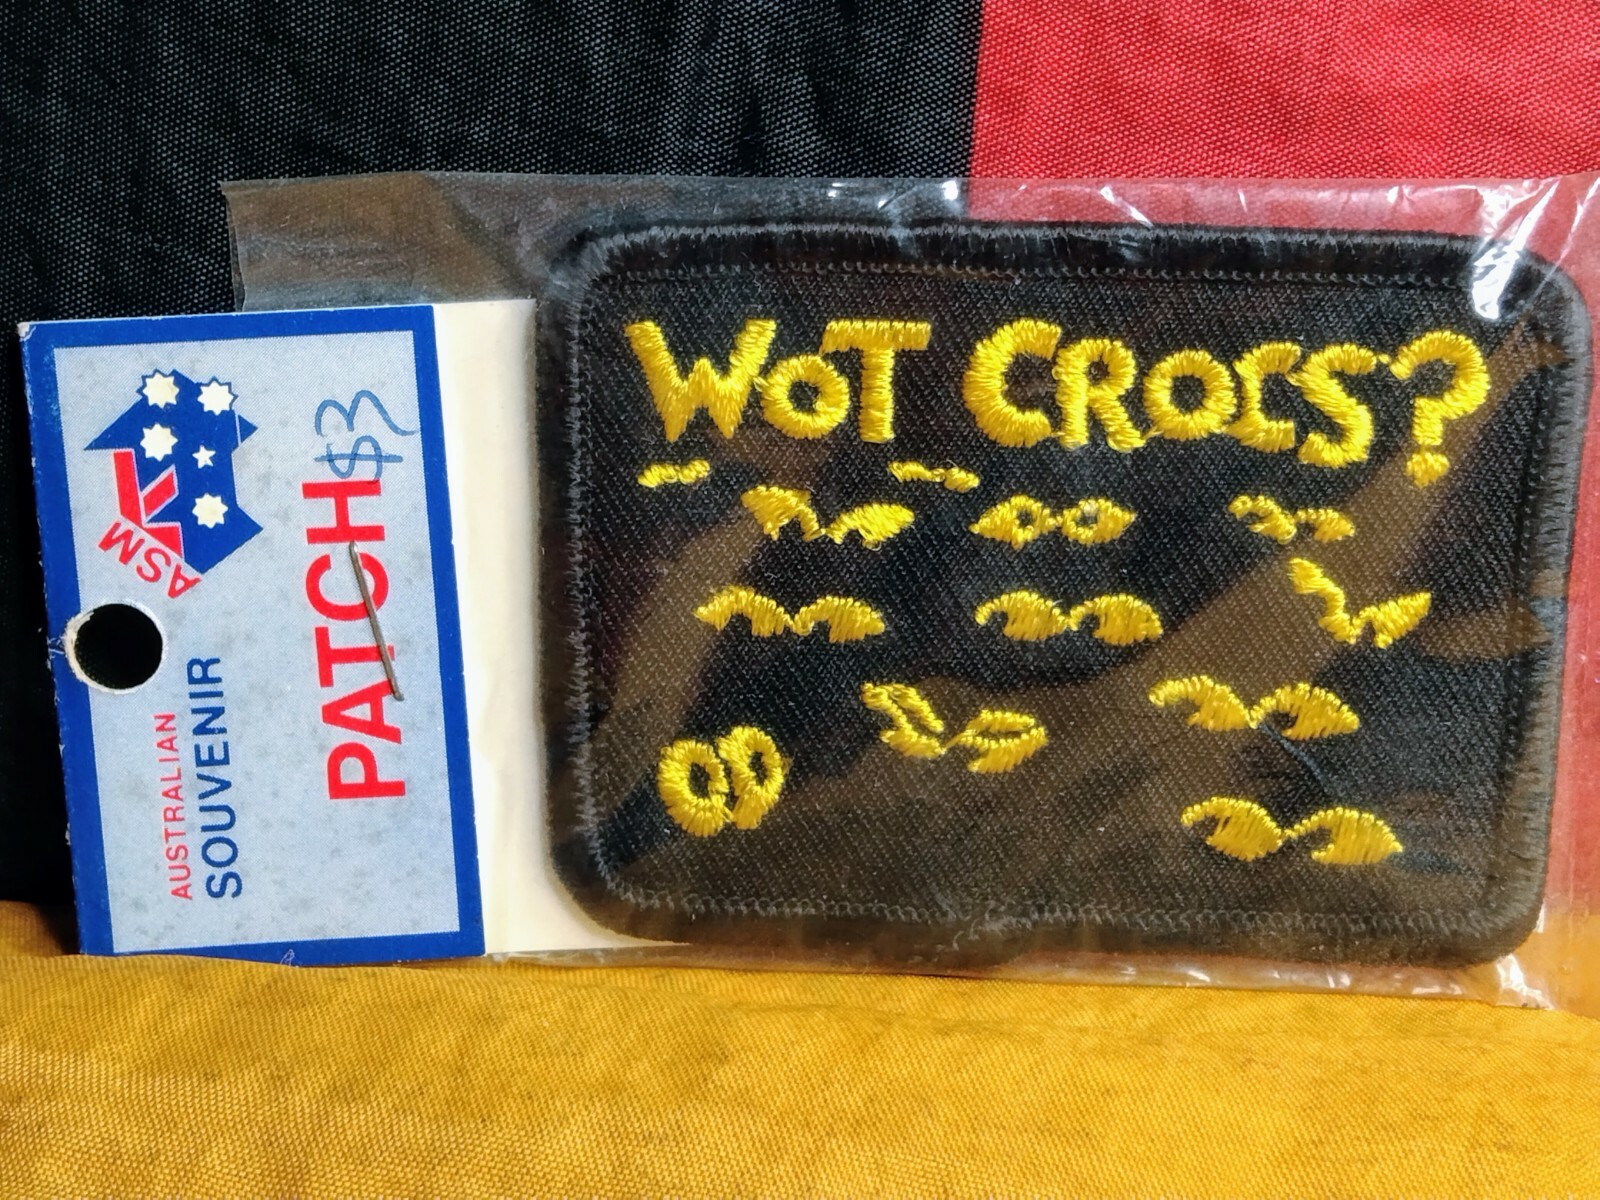 WOT CROCS?
ASM
AUSTRALIAN
SOUVENIR
PATCH
$3